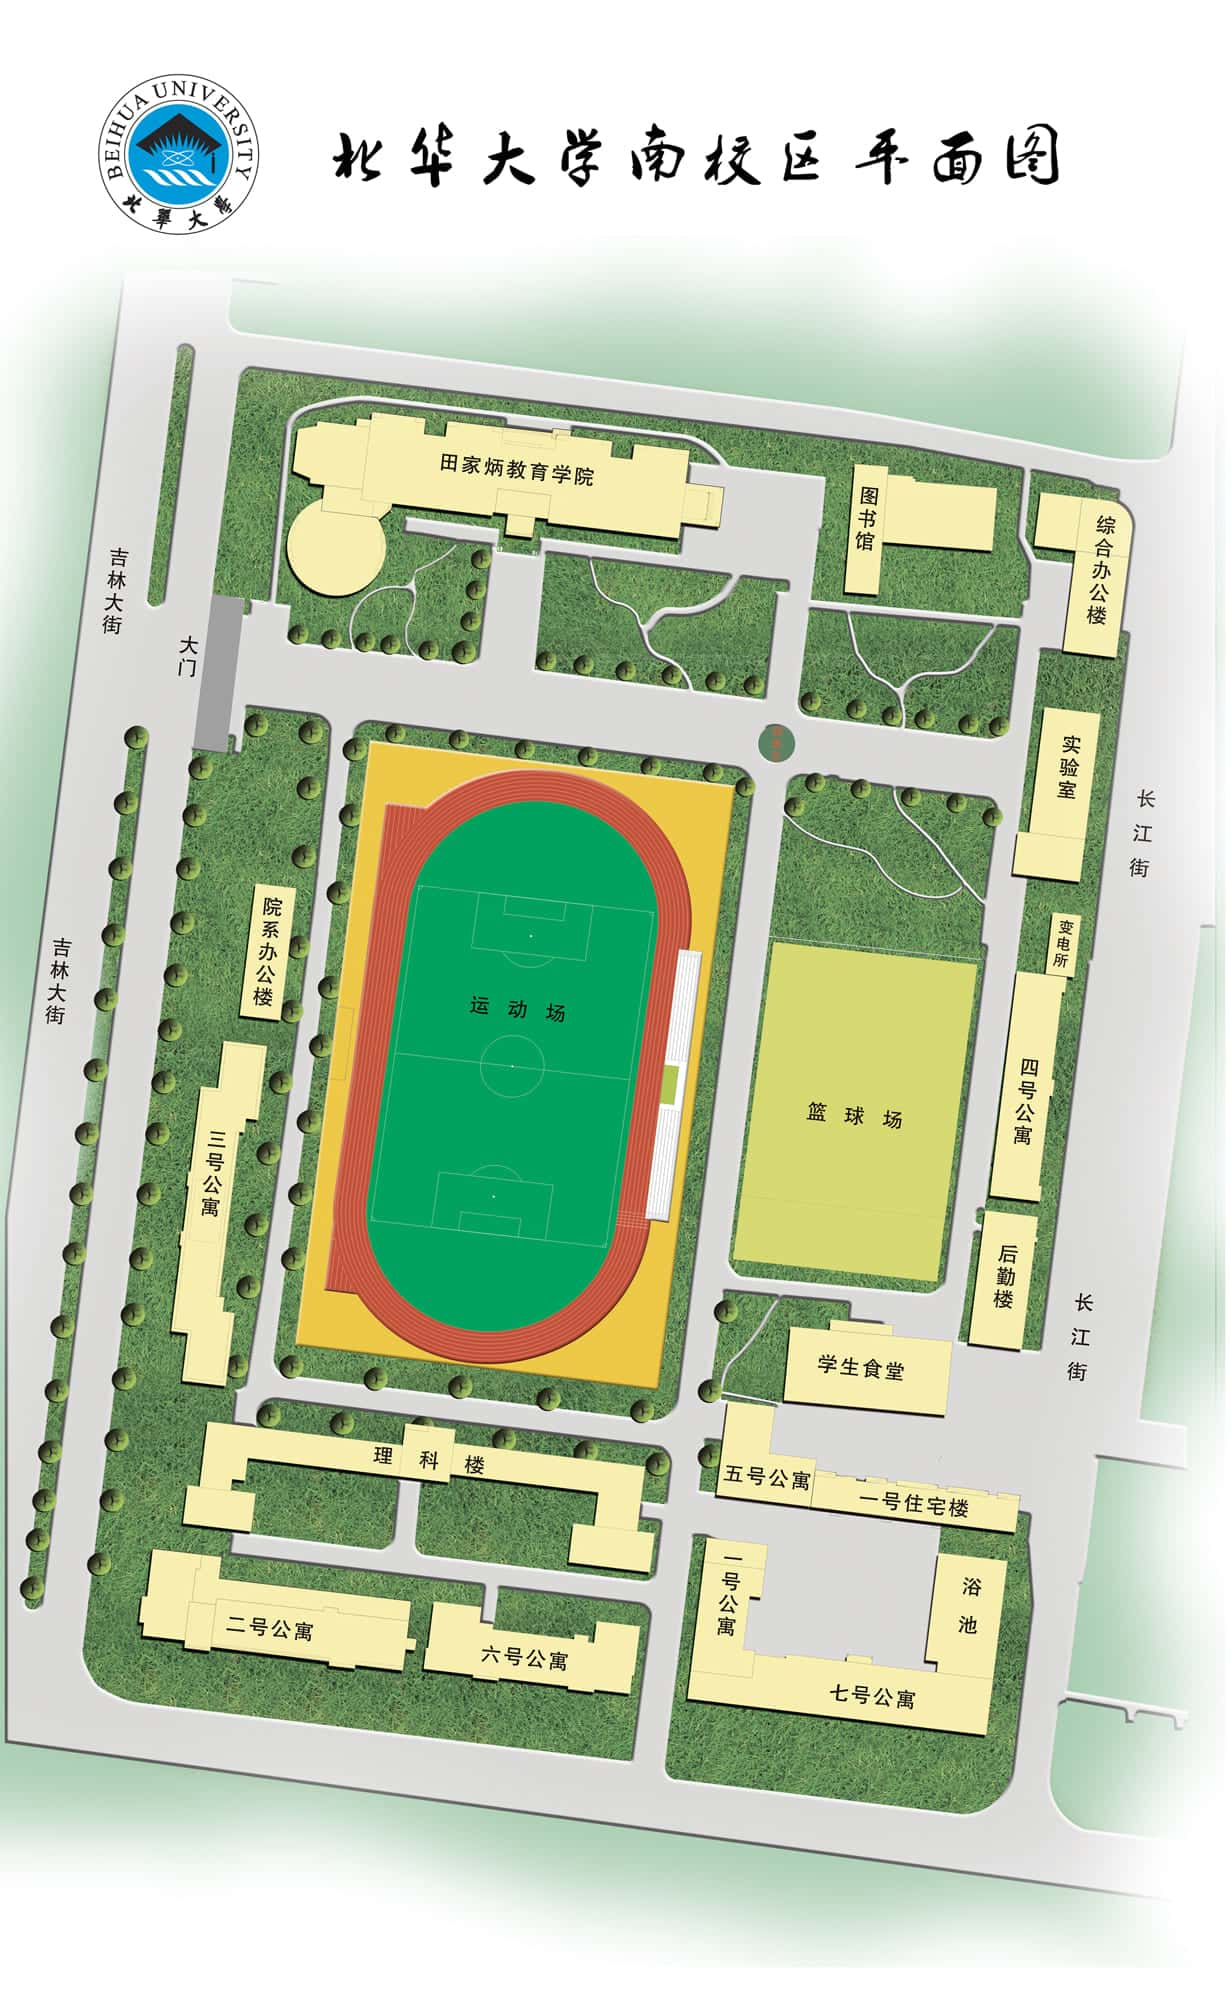 BEIHUA UNIVERSITY
北華大学
北华大学南校区平面图
田家炳教育学院
图书馆
综合办公楼
吉林大街
大门
实验室
长江街
院系办公楼
变电所
吉林大街
运动场
四号公寓
篮球场
三号公寓
后勤楼
长江街
学生食堂
理科楼
五号公寓
一号住宅楼
一号公寓
浴池
二号公寓
六号公寓
七号公寓